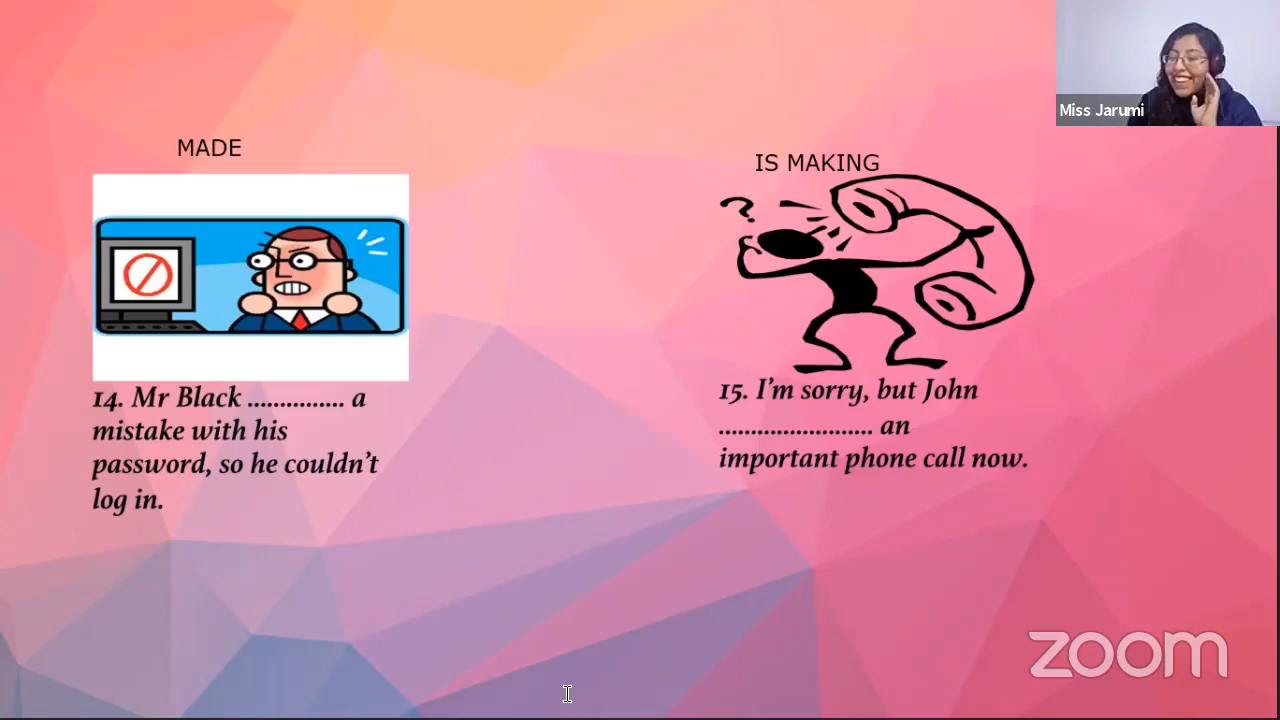 Miss Jarumi
MADE
14. Mr Black ............... a
mistake with his
password, so he couldn't
log in.
IS MAKING
?
15. I'm sorry, but John
........................ an
important phone call now.
zoom